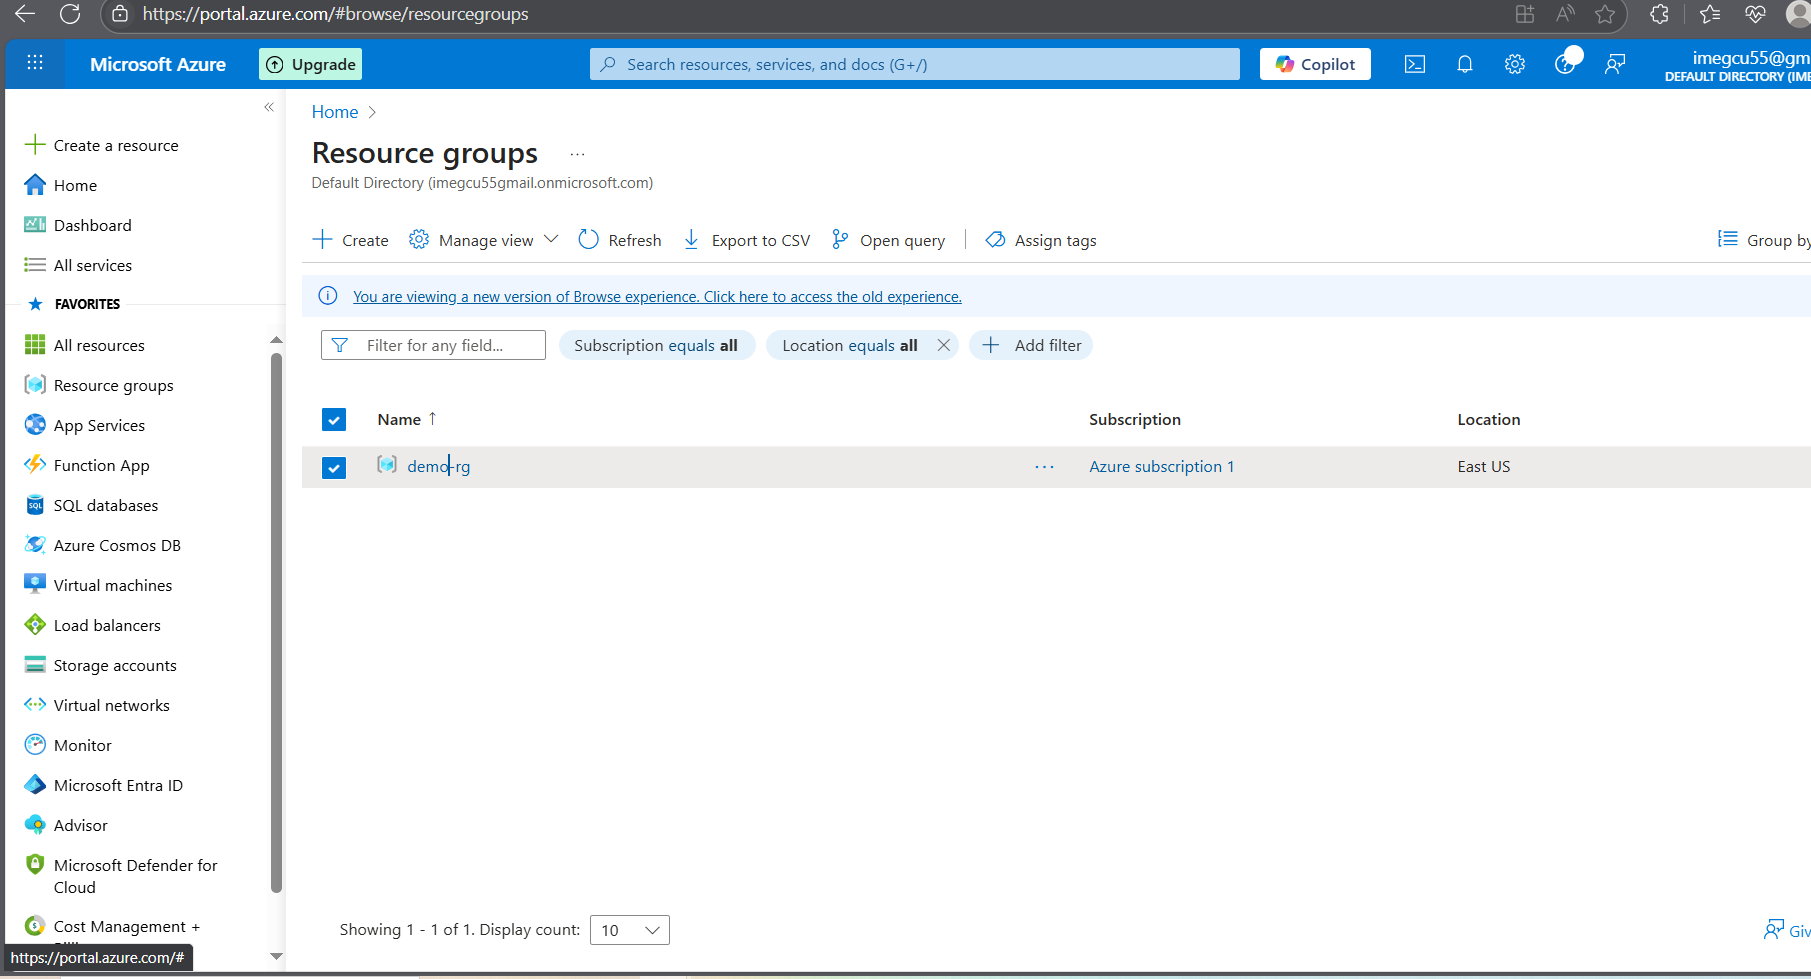 https://portal.azure.com/#browse/resourcegroups
Microsoft Azure
Upgrade
Search resources, services, and docs (G+/)
Copilot
imegcu55@gm
DEFAULT DIRECTORY (IME
Create a resource
Home
Dashboard
All services
FAVORITES
All resources
Resource groups
App Services
Function App
SQL databases
Azure Cosmos DB
Virtual machines
Load balancers
Storage accounts
Virtual networks
Monitor
Microsoft Entra ID
Advisor
Microsoft Defender for
Cloud
Cost Management +
https://portal.azure.com/#
Home
Resource groups ...
Default Directory (imegcu55gmail.onmicrosoft.com)
Create Manage view Refresh Export to CSV Open query Assign tags Group by
You are viewing a new version of Browse experience. Click here to access the old experience.
Filter for any field... Subscription equals all Location equals all Add filter
Name ↑ Subscription Location
demo-rg ... Azure subscription 1 East US
Showing 1 - 1 of 1. Display count: 10
Giv